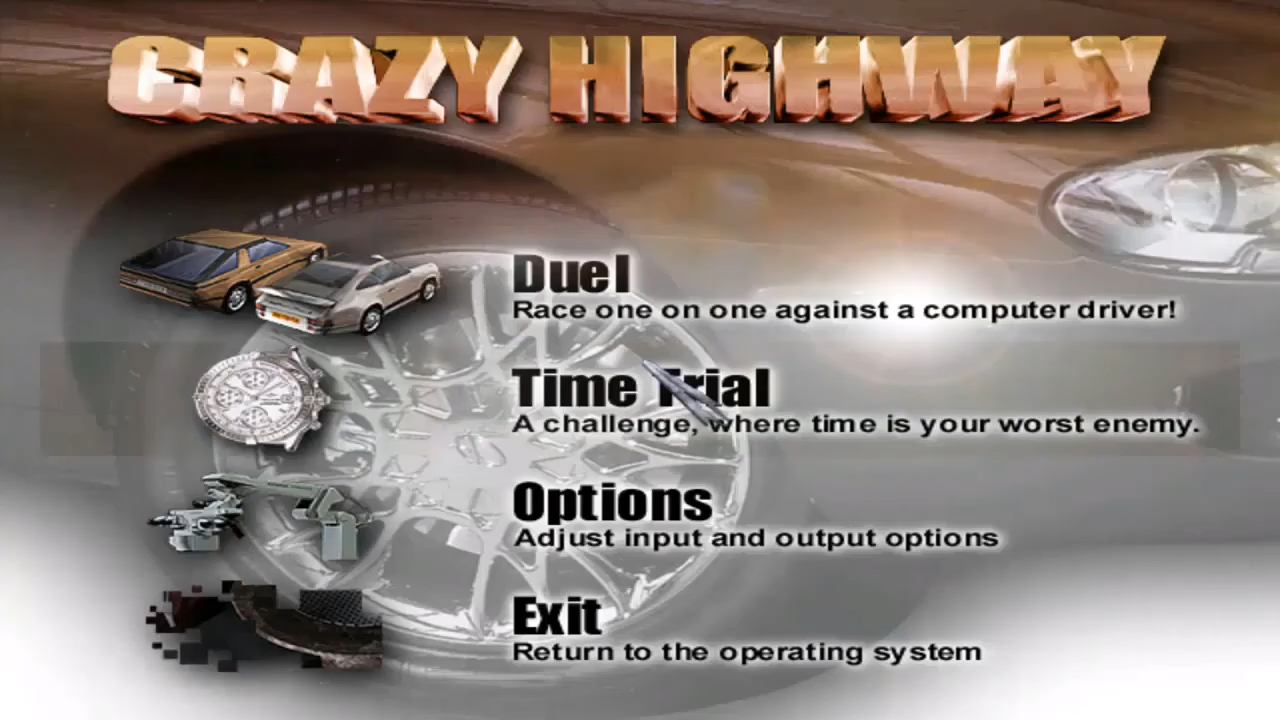 CRAZY HIGHWAY
Duel
Race one on one against a computer driver!
Time Trial
A challenge, where time is your worst enemy.
Options
Adjust input and output options
Exit
Return to the operating system